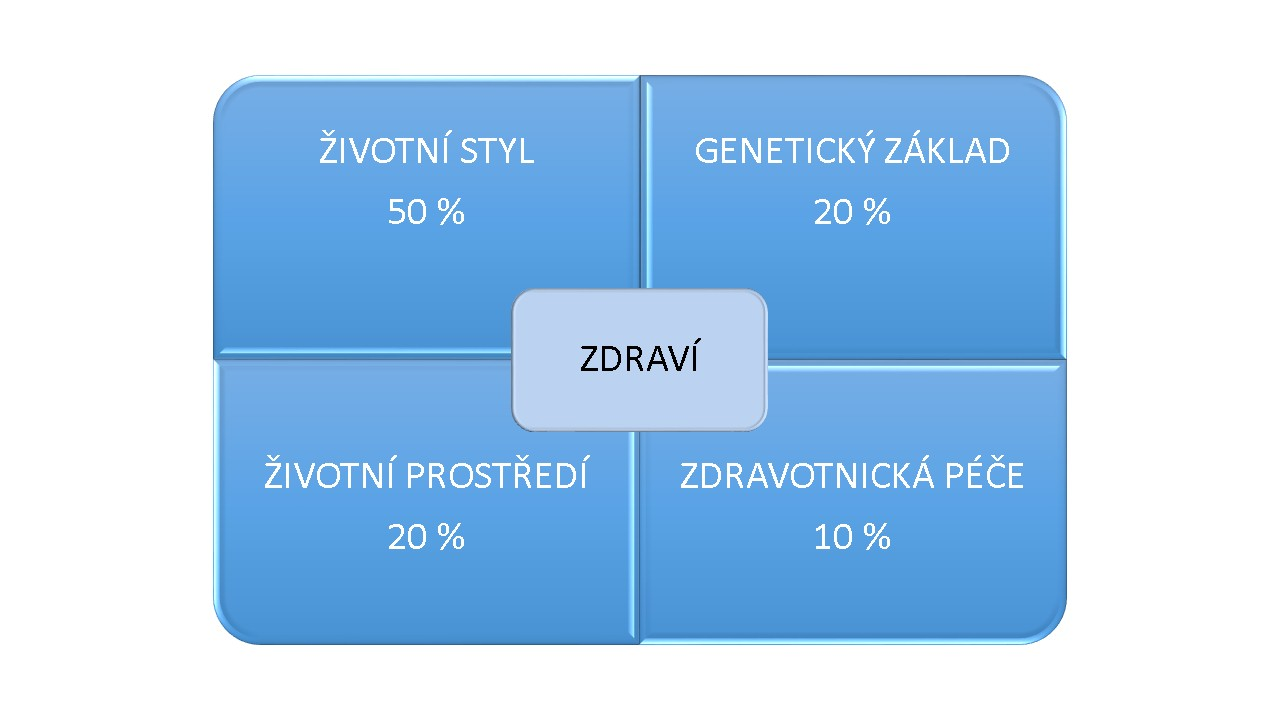 ŽIVOTNÍ STYL
50 %
GENETICKÝ ZÁKLAD
20 %
ZDRAVÍ
ŽIVOTNÍ PROSTŘEDÍ
20 %
ZDRAVOTNICKÁ PÉČE
10 %